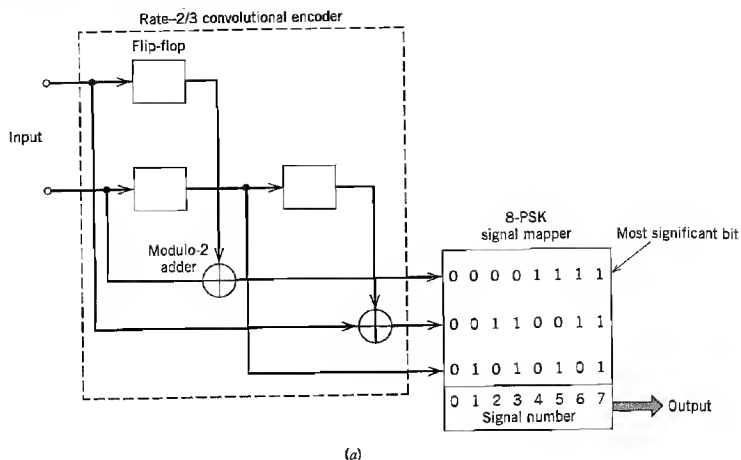 Rate–2/3 convolutional encoder
Flip-flop
Input
8-PSK
signal mapper
Most significant bit
Modulo-2
adder
0 0 0 0 1 1 1 1
0 0 1 1 0 0 1 1
0 1 0 1 0 1 0 1
0 1 2 3 4 5 6 7
Signal number
Output
(a)